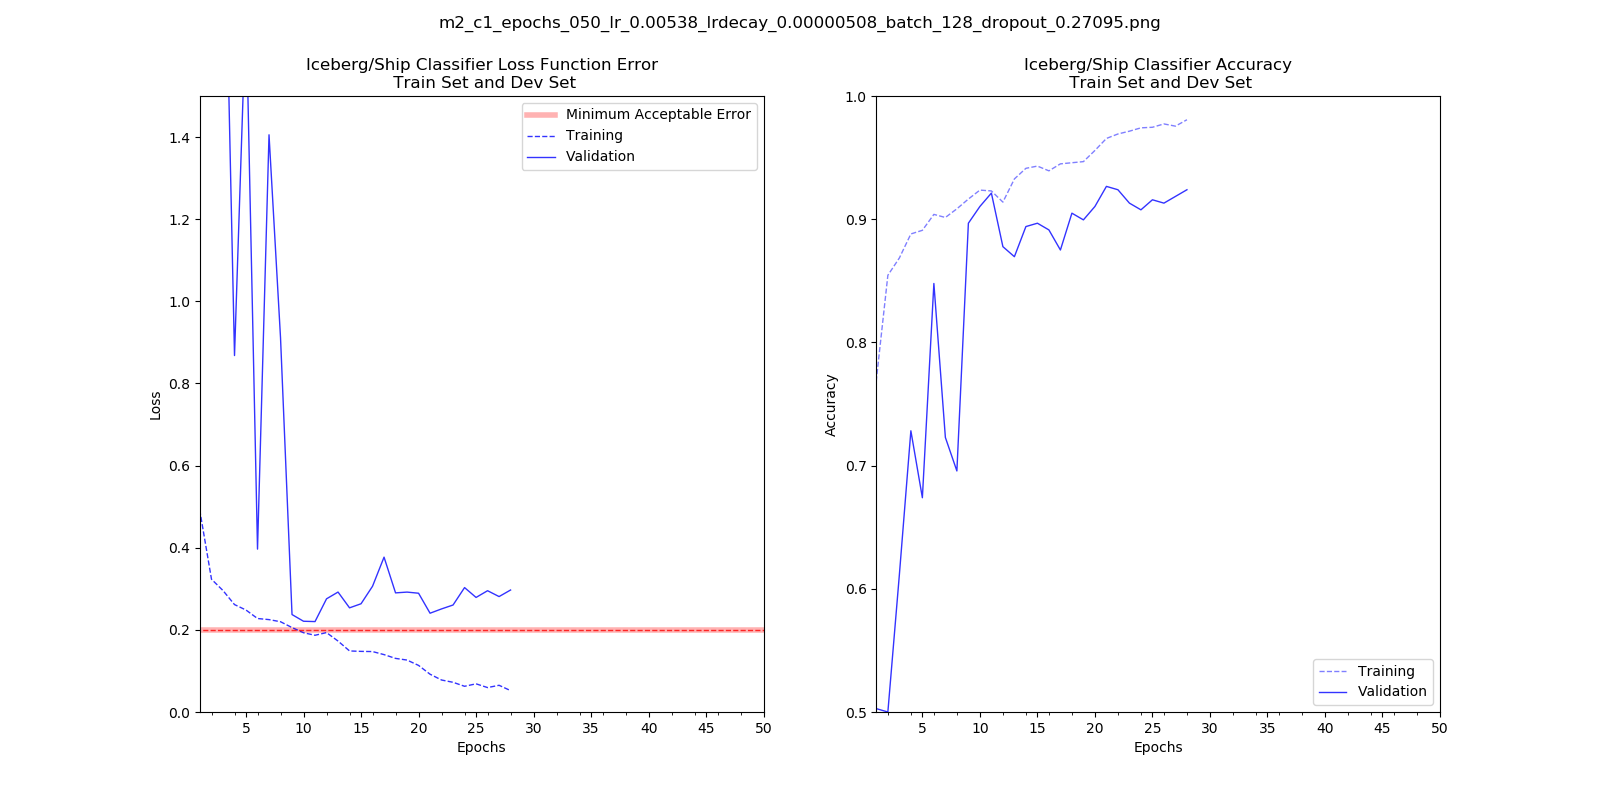 m2_c1_epochs_050_lr_0.00538_lrdecay_0.00000508_batch_128_dropout_0.27095.png
Iceberg/Ship Classifier Loss Function Error
Train Set and Dev Set
Minimum Acceptable Error
Training
Validation
1.4
1.2
1.0
0.8
0.6
0.4
0.2
0.0
Loss
5 10 15 20 25 30 35 40 45 50
Epochs
Iceberg/Ship Classifier Accuracy
Train Set and Dev Set
1.0
0.9
0.8
0.7
0.6
0.5
Accuracy
Training
Validation
5 10 15 20 25 30 35 40 45 50
Epochs